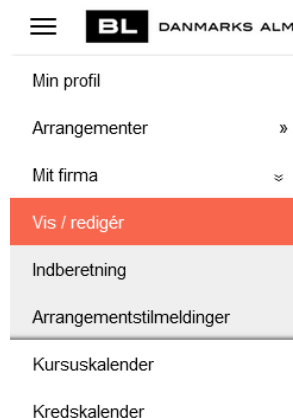 BL DANMARKS ALM
Min profil
Arrangementer »
Mit firma »
Vis / redigér
Indberetning
Arrangementstilmeldinger
Kursuskalender
Kredskalender